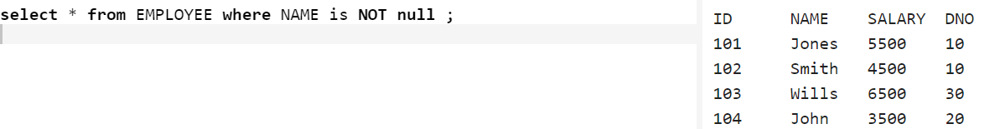 select * from EMPLOYEE where NAME is NOT null ;
ID NAME SALARY DNO
101 Jones 5500 10
102 Smith 4500 10
103 Wills 6500 30
104 John 3500 20